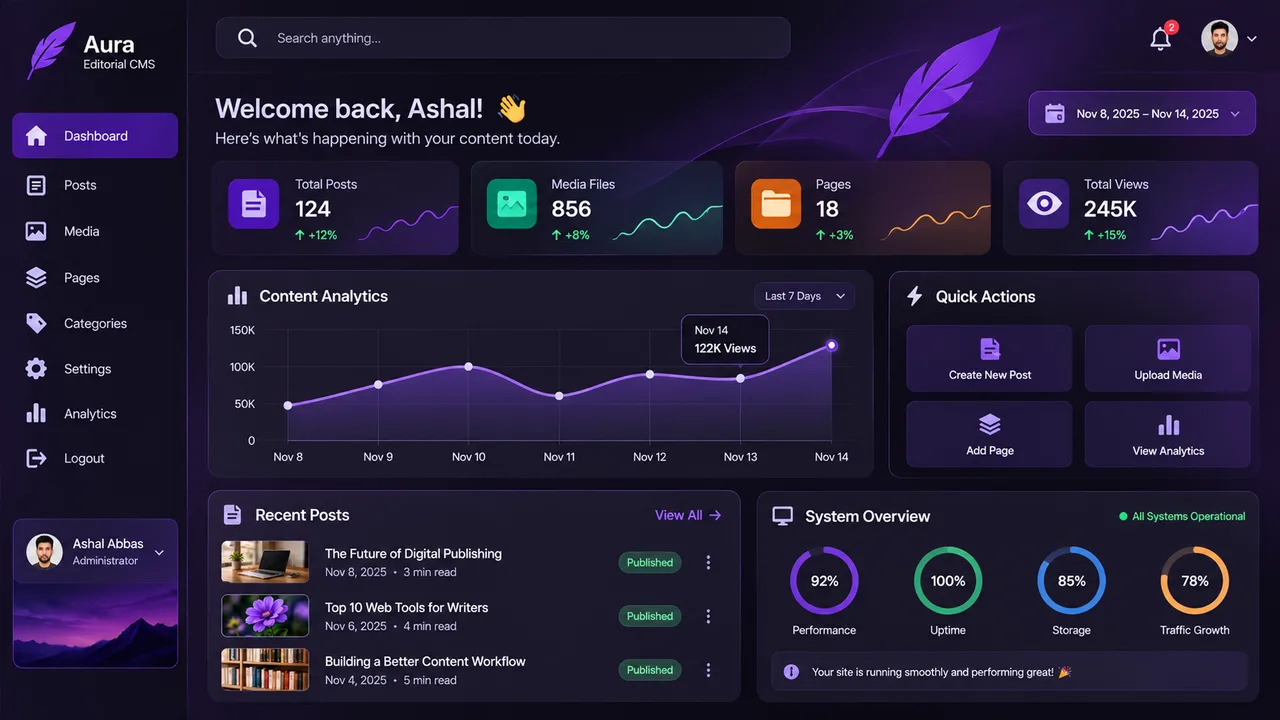 Aura
Editorial CMS
Search anything...
2
Dashboard
Posts
Media
Pages
Categories
Settings
Analytics
Logout
Ashal Abbas
Administrator
Welcome back, Ashal! 👋
Here's what's happening with your content today.
Nov 8, 2025 – Nov 14, 2025
Total Posts
124
↑ +12%
Media Files
856
↑ +8%
Pages
18
↑ +3%
Total Views
245K
↑ +15%
Content Analytics
Last 7 Days
150K
100K
50K
0
Nov 14
122K Views
Nov 8
Nov 9
Nov 10
Nov 11
Nov 12
Nov 13
Nov 14
Quick Actions
Create New Post
Upload Media
Add Page
View Analytics
Recent Posts
View All →
The Future of Digital Publishing
Nov 8, 2025 • 3 min read
Published
Top 10 Web Tools for Writers
Nov 6, 2025 • 4 min read
Published
Building a Better Content Workflow
Nov 4, 2025 • 5 min read
Published
System Overview
All Systems Operational
92%
Performance
100%
Uptime
85%
Storage
78%
Traffic Growth
Your site is running smoothly and performing great! 🎉